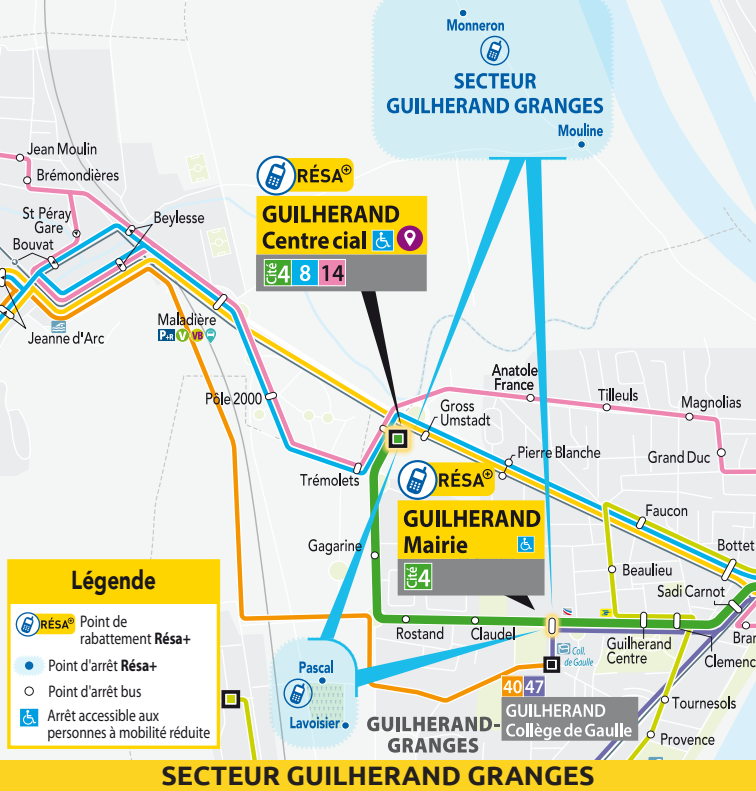 Monneron
SECTEUR
GUILHERAND GRANGES
Mouline
Jean Moulin
Brémondières
St Péray
Gare
Bouvat
Beylesse
Jeanne d'Arc
Maladière
P+R V VB
RÉSA+
GUILHERAND
Centre cial
Cité 4 8 14
Pôle 2000
Trémolets
Anatole
France
Tilleuls
Magnolias
Gross
Umstadt
Pierre Blanche
Grand Duc
RÉSA+
GUILHERAND
Mairie
Cité 4
Faucon
Bottet
Gagarine
Beaulieu
Sadi Carnot
Rostand
Claudel
Guilherand
Centre
Bran
Clemenc
Coll.
de Gaulle
40 47
GUILHERAND
Collège de Gaulle
Tournesols
Provence
Pascal
Lavoisier
GUILHERAND-
GRANGES
Légende
RÉSA+ Point de
rabattement Résa+
Point d'arrêt Résa+
Point d'arrêt bus
Arrêt accessible aux
personnes à mobilité réduite
SECTEUR GUILHERAND GRANGES